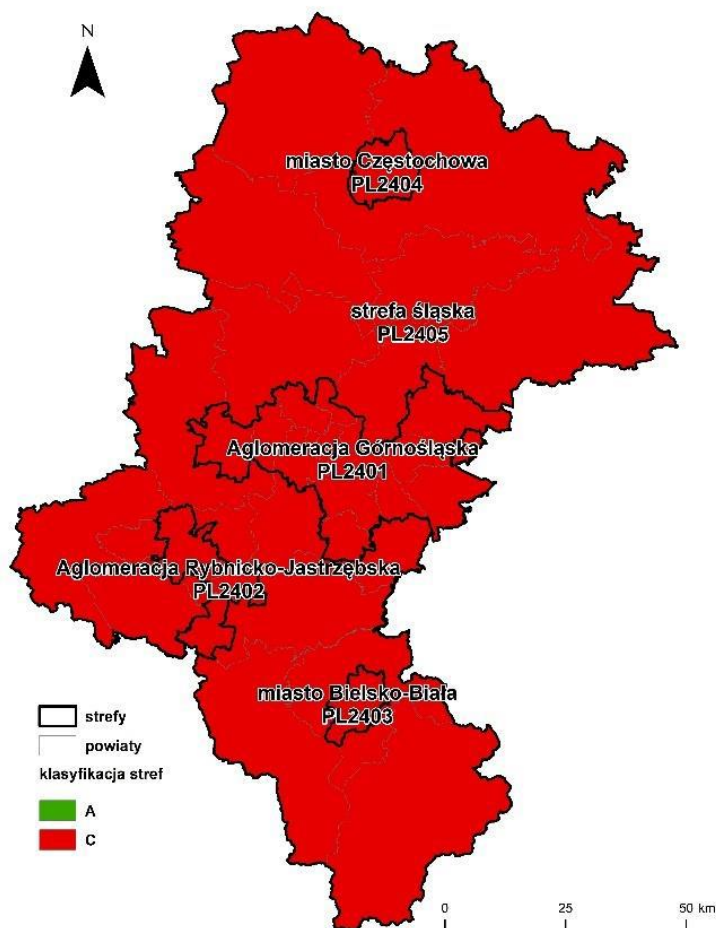 N
miasto Częstochowa
PL2404
strefa śląska
PL2405
Aglomeracja Górnośląska
PL2401
Aglomeracja Rybnicko-Jastrzębska
PL2402
miasto Bielsko-Biała
PL2403
strefy
powiaty
klasyfikacja stref
A
C
0 25 50 km